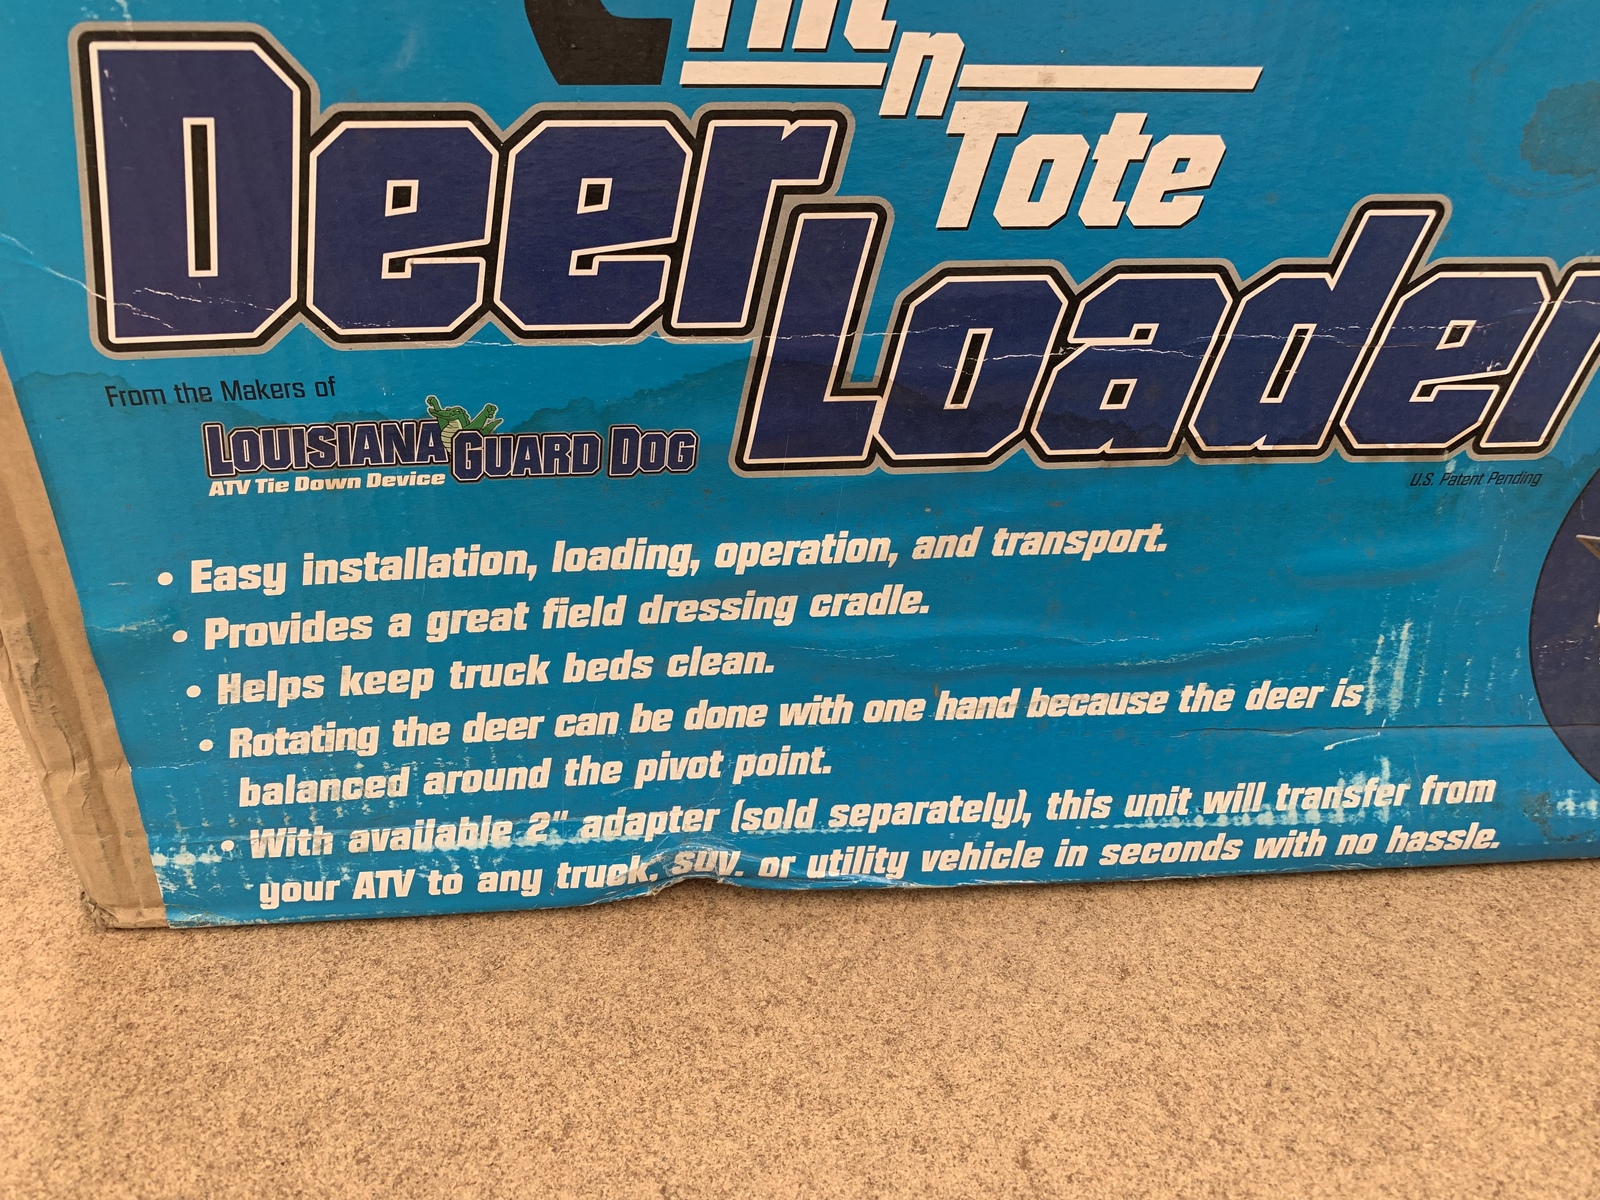 n
Tote
Deer
Loader
From the Makers of
LOUISIANA GUARD DOG
ATV Tie Down Device
U.S. Patent Pending
• Easy installation, loading, operation, and transport.
• Provides a great field dressing cradle.
• Helps keep truck beds clean.
• Rotating the deer can be done with one hand because the deer is
balanced around the pivot point.
• With available 2" adapter (sold separately), this unit will transfer from
your ATV to any truck, suv, or utility vehicle in seconds with no hassle.